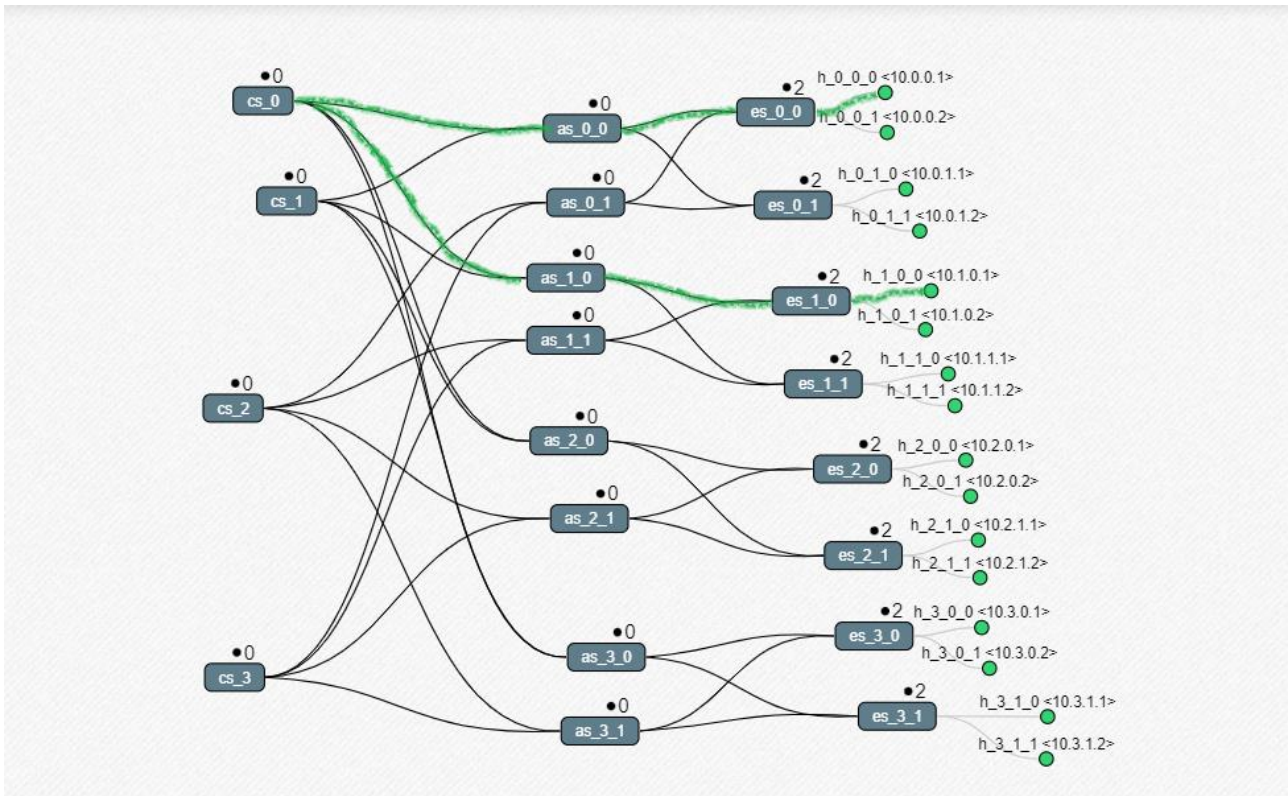 ●0
cs_0
●0
as_0_0
●2
es_0_0
h_0_0_0 <10.0.0.1>
h_0_0_1 <10.0.0.2>
●0
cs_1
●0
as_0_1
●2
es_0_1
h_0_1_0 <10.0.1.1>
h_0_1_1 <10.0.1.2>
●0
as_1_0
●2
es_1_0
h_1_0_0 <10.1.0.1>
h_1_0_1 <10.1.0.2>
●0
as_1_1
●2
es_1_1
h_1_1_0 <10.1.1.1>
h_1_1_1 <10.1.1.2>
●0
cs_2
●0
as_2_0
●2
es_2_0
h_2_0_0 <10.2.0.1>
h_2_0_1 <10.2.0.2>
●0
as_2_1
●2
es_2_1
h_2_1_0 <10.2.1.1>
h_2_1_1 <10.2.1.2>
●0
cs_3
●0
as_3_0
●2
es_3_0
h_3_0_0 <10.3.0.1>
h_3_0_1 <10.3.0.2>
●0
as_3_1
●2
es_3_1
h_3_1_0 <10.3.1.1>
h_3_1_1 <10.3.1.2>